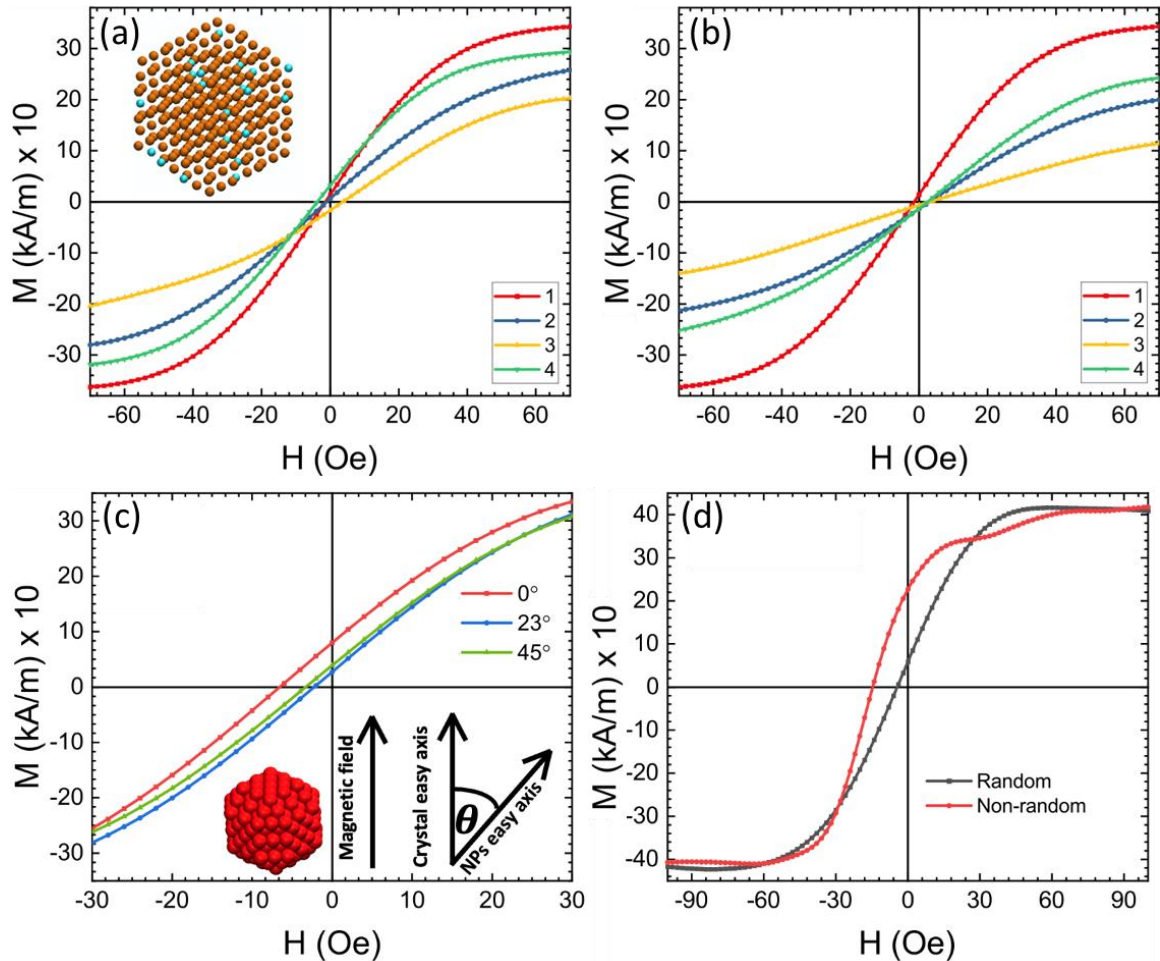 (a)
M (kA/m) x 10
30
20
10
0
-10
-20
-30
1
2
3
4
-60 -40 -20 0 20 40 60
H (Oe)
(b)
M (kA/m) x 10
30
20
10
0
-10
-20
-30
1
2
3
4
-60 -40 -20 0 20 40 60
H (Oe)
(c)
M (kA/m) x 10
30
20
10
0
-10
-20
-30
0°
23°
45°
Magnetic field
Crystal easy axis
θ
NPs easy axis
-30 -20 -10 0 10 20 30
H (Oe)
(d)
M (kA/m) x 10
40
30
20
10
0
-10
-20
-30
-40
Random
Non-random
-90 -60 -30 0 30 60 90
H (Oe)